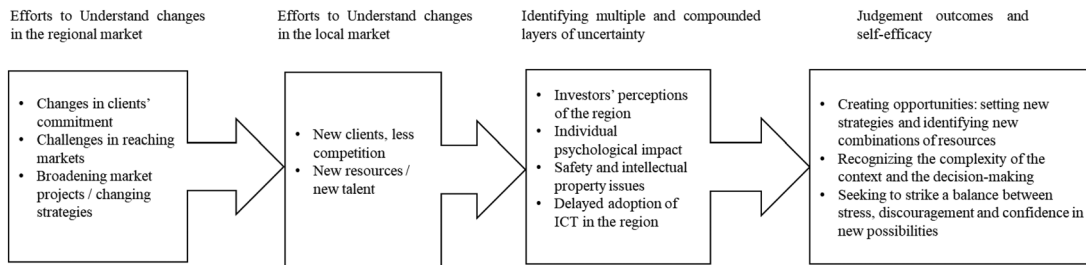 Efforts to Understand changes
in the regional market
Efforts to Understand changes
in the local market
Identifying multiple and compounded
layers of uncertainty
Judgement outcomes and
self-efficacy
• Changes in clients'
commitment
• Challenges in reaching
markets
• Broadening market
projects / changing
strategies
• New clients, less
competition
• New resources /
new talent
• Investors' perceptions
of the region
• Individual
psychological impact
• Safety and intellectual
property issues
• Delayed adoption of
ICT in the region
• Creating opportunities: setting new
strategies and identifying new
combinations of resources
• Recognizing the complexity of the
context and the decision-making
• Seeking to strike a balance between
stress, discouragement and confidence in
new possibilities